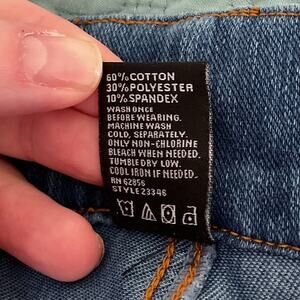 60% COTTON
30% POLYESTER
10% SPANDEX
WASH ONCE
BEFORE WEARING.
MACHINE WASH
COLD, SEPARATELY.
ONLY NON-CHLORINE
BLEACH WHEN NEEDED.
TUMBLE DRY LOW.
COOL IRON IF NEEDED.
RN 62856
STYLE 23346